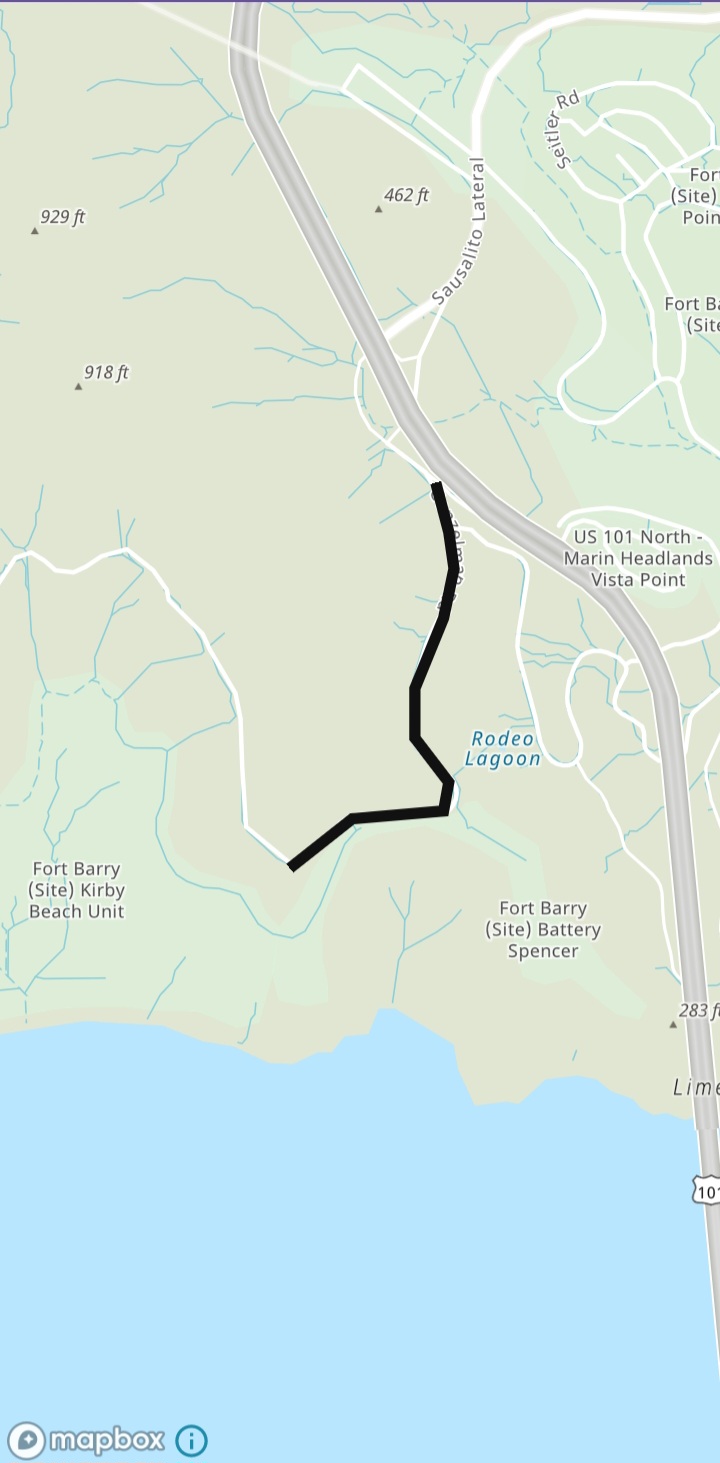 Seitler Rd
For
(Site)
Poin
462 ft
929 ft
Sausalito Lateral
Fort Ba
(Site
918 ft
US 101 North -
Marin Headlands
Vista Point
Rodeo
Lagoon
Fort Barry
(Site) Kirby
Beach Unit
Fort Barry
(Site) Battery
Spencer
283 ft
Lime
101
mapbox
i